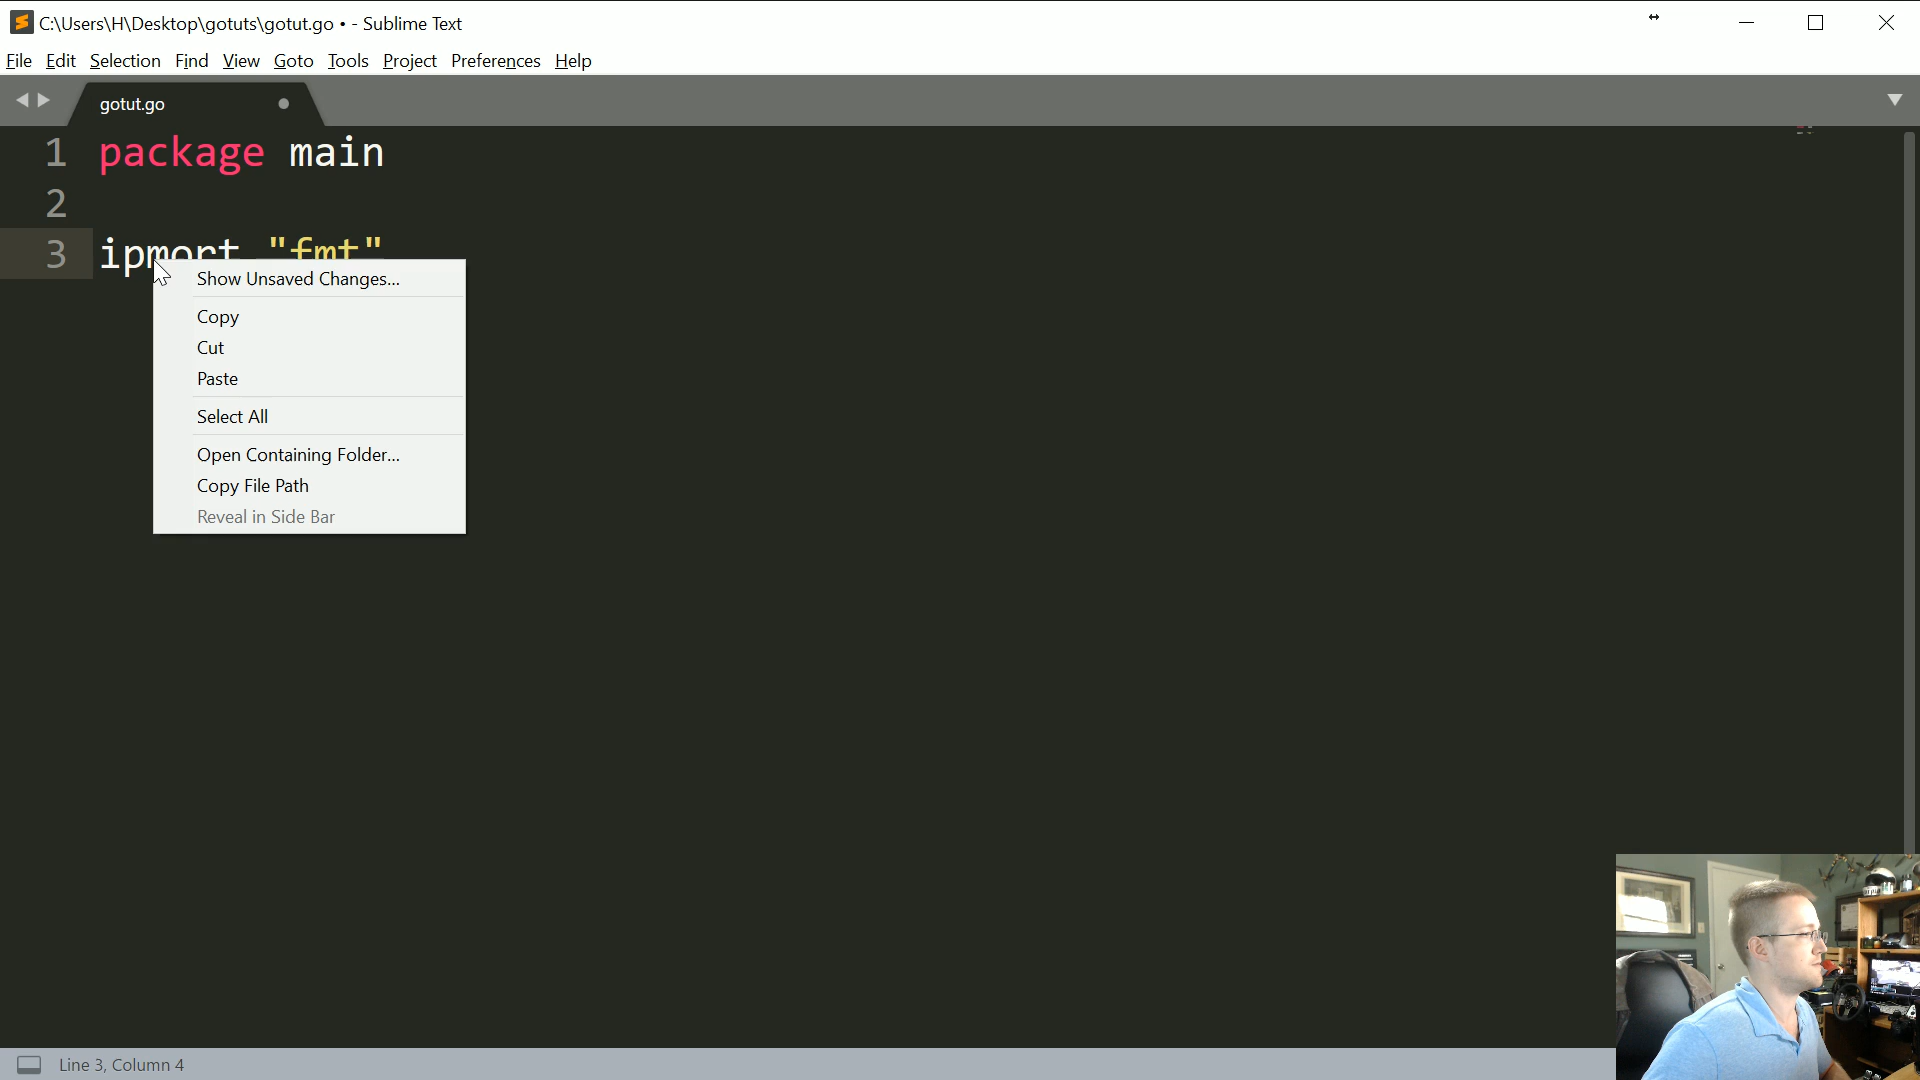 C:\Users\H\Desktop\gotuts\gotut.go • - Sublime Text
File Edit Selection Find View Goto Tools Project Preferences Help
gotut.go
1 package main
2
3 ipmort "fmt"
Show Unsaved Changes...
Copy
Cut
Paste
Select All
Open Containing Folder...
Copy File Path
Reveal in Side Bar
Line 3, Column 4